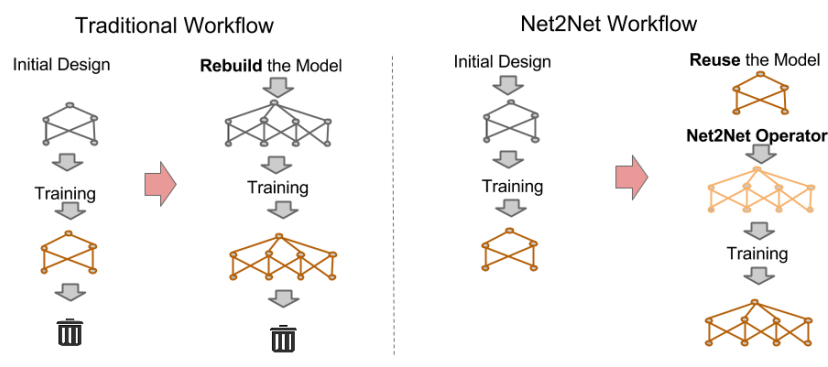 Traditional Workflow
Initial Design
Training
Rebuild the Model
Training
Net2Net Workflow
Initial Design
Training
Reuse the Model
Net2Net Operator
Training